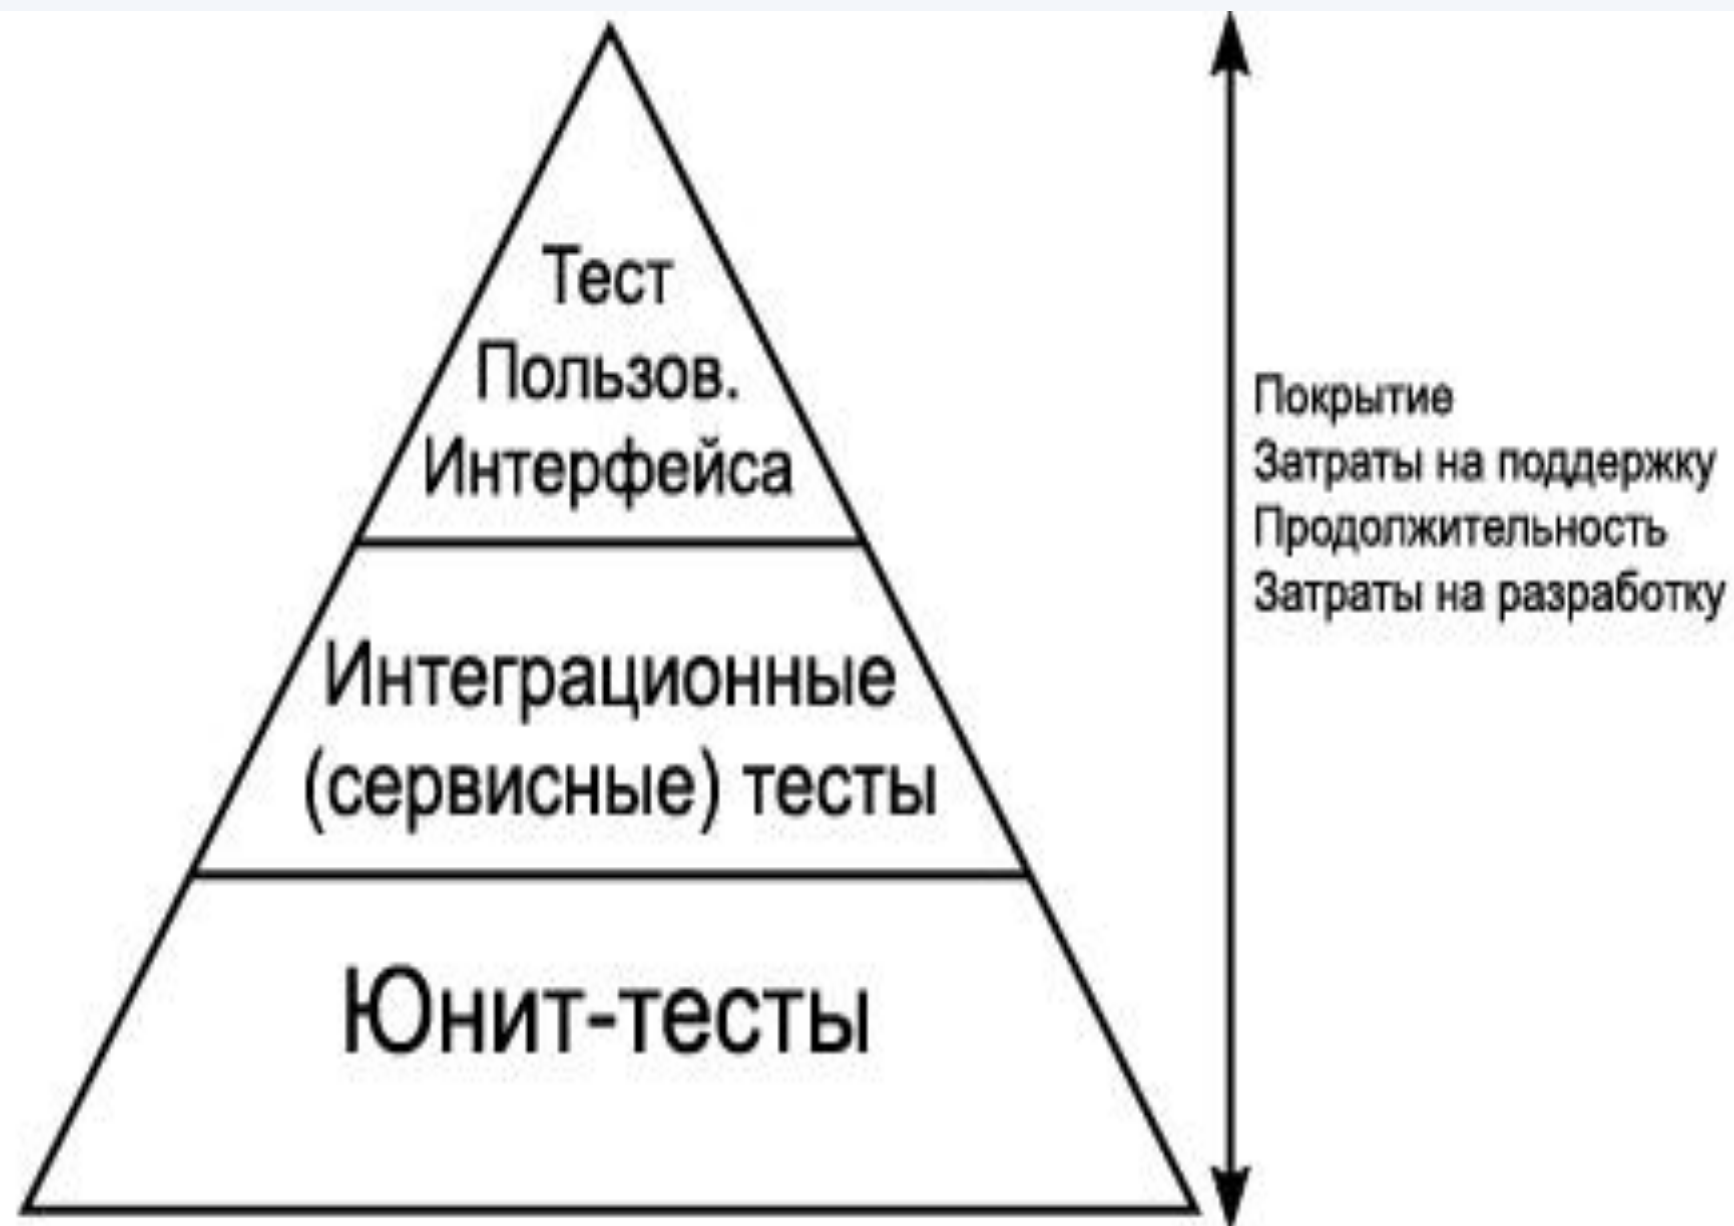 Тест
Пользов.
Интерфейса
Интеграционные
(сервисные) тесты
Юнит-тесты
Покрытие
Затраты на поддержку
Продолжительность
Затраты на разработку